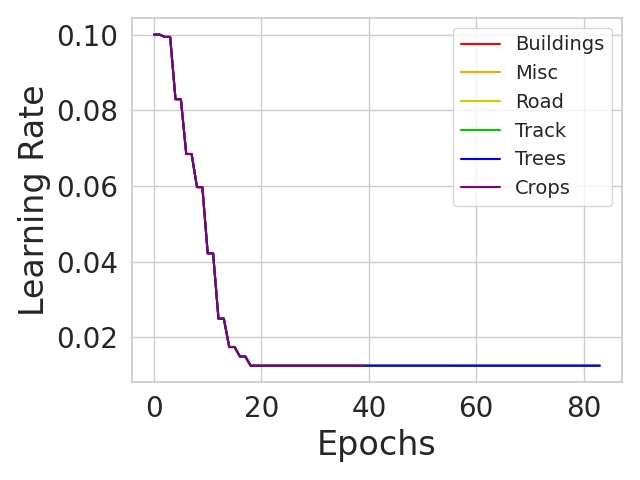 Learning Rate
0.10
0.08
0.06
0.04
0.02
0
20
40
60
80
Epochs
Buildings
Misc
Road
Track
Trees
Crops